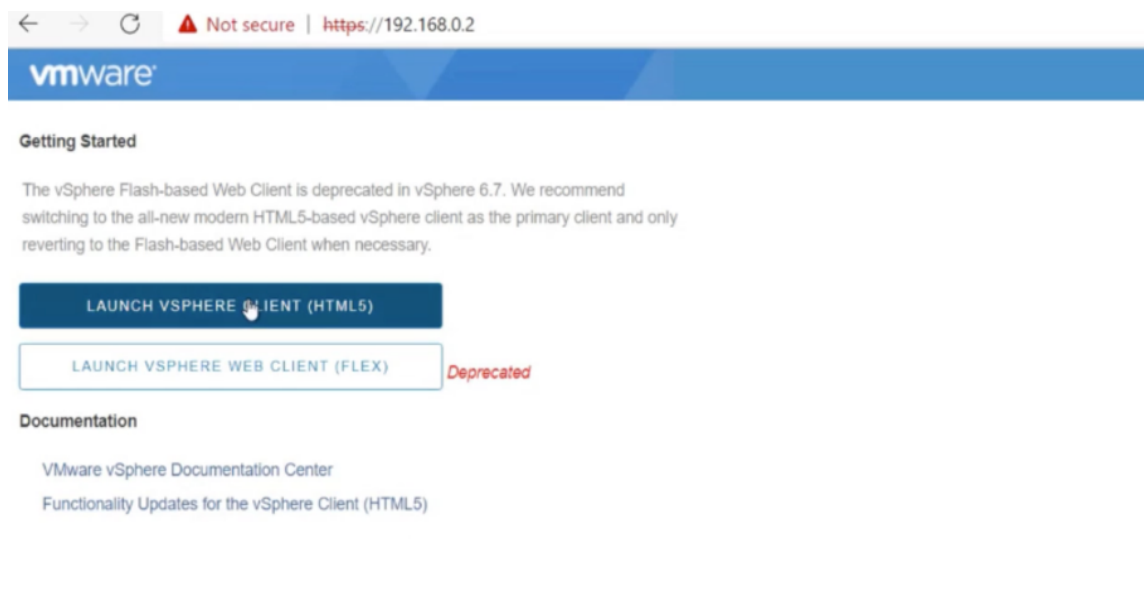 Not secure | https://192.168.0.2
vmware
Getting Started
The vSphere Flash-based Web Client is deprecated in vSphere 6.7. We recommend
switching to the all-new modern HTML5-based vSphere client as the primary client and only
reverting to the Flash-based Web Client when necessary.
LAUNCH VSPHERE CLIENT (HTML5)
LAUNCH VSPHERE WEB CLIENT (FLEX)
Deprecated
Documentation
VMware vSphere Documentation Center
Functionality Updates for the vSphere Client (HTML5)